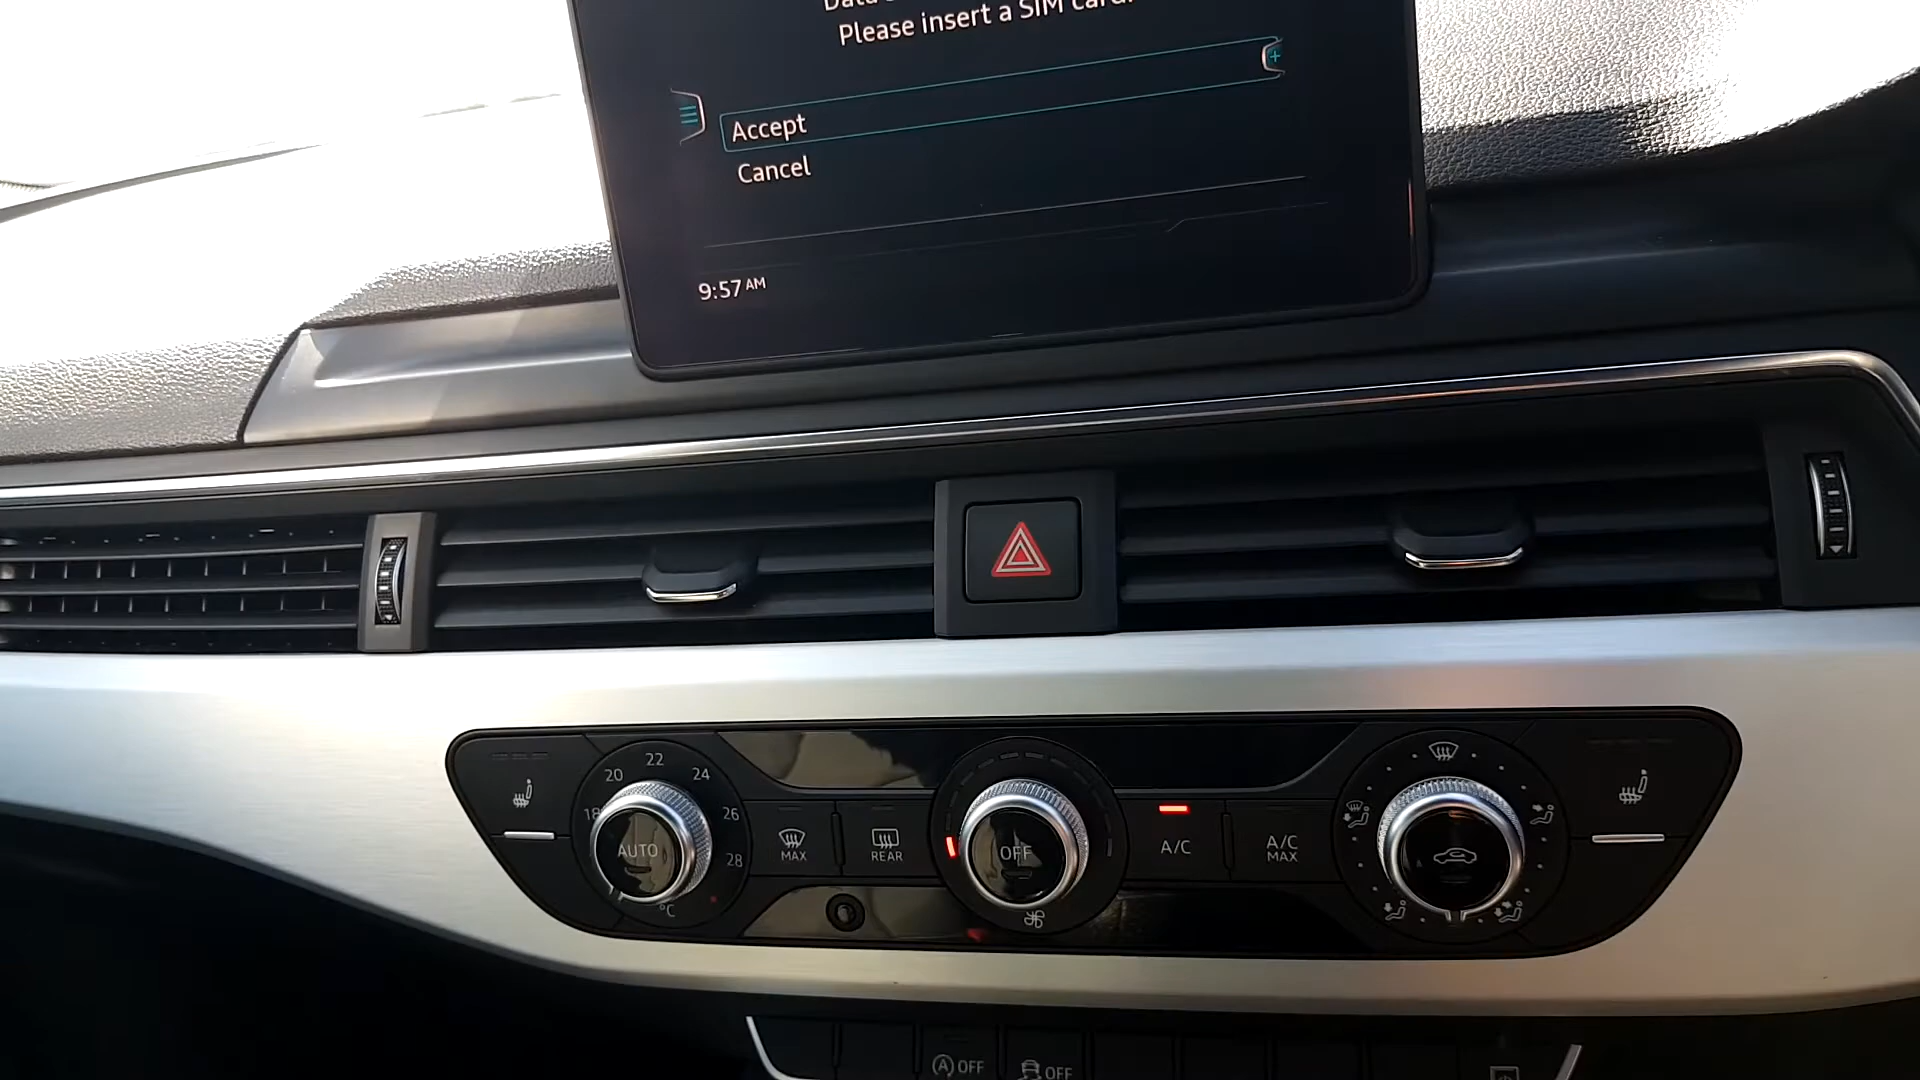 Please insert a SIM card.
Accept
Cancel
9:57 AM
22
20
24
18
26
28
AUTO
°C
MAX
REAR
OFF
A/C
A/C
MAX
A OFF
OFF